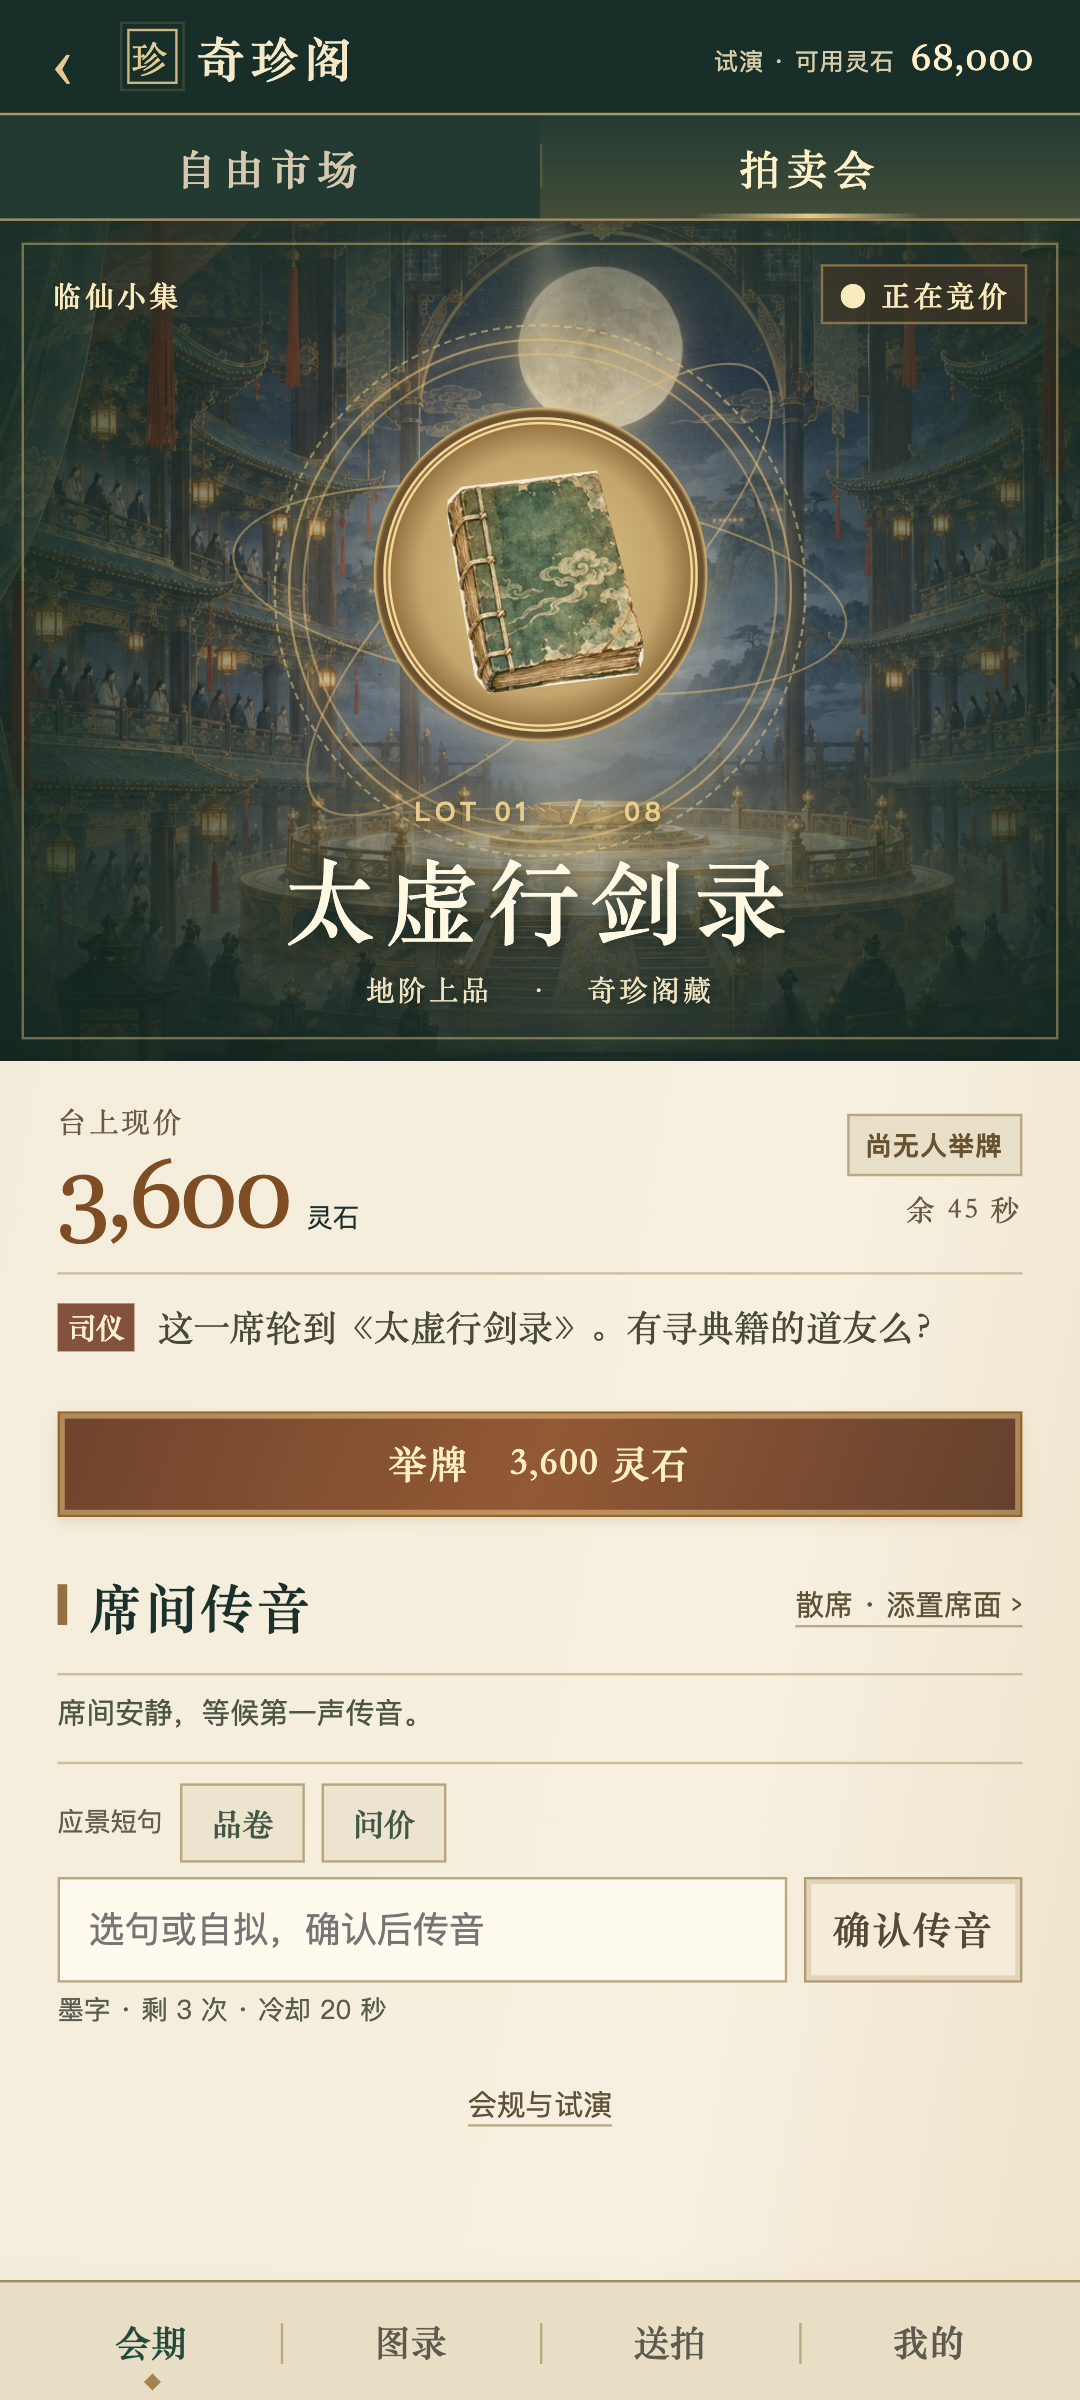 ‹ 珍 奇珍阁 试演 · 可用灵石 68,000
自由市场 拍卖会
临仙小集 正在竞价
LOT 01 / 08
太虚行剑录
地阶上品 · 奇珍阁藏
台上现价
尚无人举牌
3,600 灵石
余 45 秒
司仪 这一席轮到《太虚行剑录》。有寻典籍的道友么?
举牌 3,600 灵石
席间传音 散席 · 添置席面 ›
席间安静，等候第一声传音。
应景短句 品卷 问价
选句或自拟，确认后传音 确认传音
墨字 · 剩 3 次 · 冷却 20 秒
会规与试演
会期 图录 送拍 我的